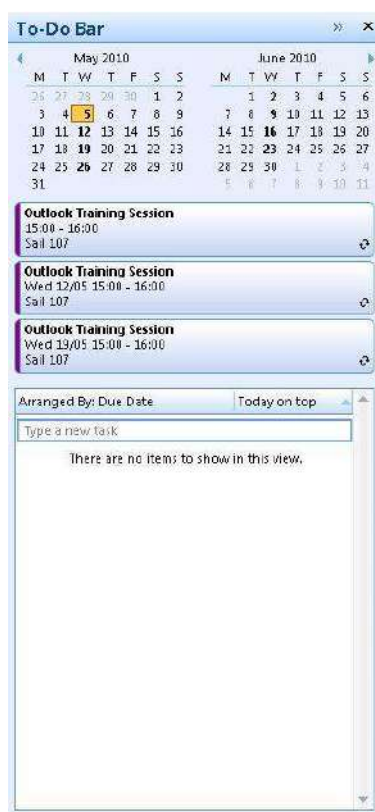 To-Do Bar » ×
May 2010
M T W T F S S
26 27 28 29 30 1 2
3 4 5 6 7 8 9
10 11 12 13 14 15 16
17 18 19 20 21 22 23
24 25 26 27 28 29 30
31
June 2010
M T W T F S S
1 2 3 4 5 6
7 8 9 10 11 12 13
14 15 16 17 18 19 20
21 22 23 24 25 26 27
28 29 30 1 2 3 4
5 6 7 8 9 10 11
Outlook Training Session
15:00 - 16:00
Sail 107
Outlook Training Session
Wed 12/05 15:00 - 16:00
Sail 107
Outlook Training Session
Wed 19/05 15:00 - 16:00
Sail 107
Arranged By: Due Date Today on top
Type a new task
There are no items to show in this view.